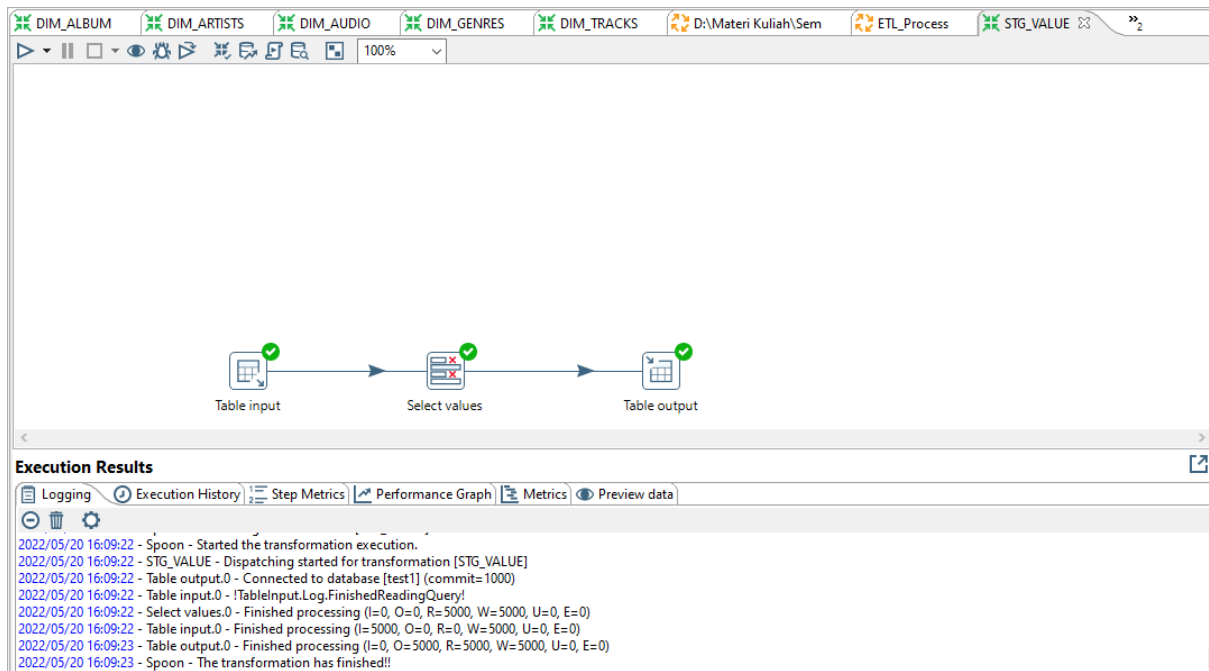 DIM_ALBUM DIM_ARTISTS DIM_AUDIO DIM_GENRES DIM_TRACKS D:\Materi Kuliah\Sem ETL_Process STG_VALUE »2
100%
Table input Select values Table output
Execution Results
Logging Execution History Step Metrics Performance Graph Metrics Preview data
2022/05/20 16:09:22 - Spoon - Started the transformation execution.
2022/05/20 16:09:22 - STG_VALUE - Dispatching started for transformation [STG_VALUE]
2022/05/20 16:09:22 - Table output.0 - Connected to database [test1] (commit=1000)
2022/05/20 16:09:22 - Table input.0 - !TableInput.Log.FinishedReadingQuery!
2022/05/20 16:09:22 - Select values.0 - Finished processing (I=0, O=0, R=5000, W=5000, U=0, E=0)
2022/05/20 16:09:22 - Table input.0 - Finished processing (I=5000, O=0, R=0, W=5000, U=0, E=0)
2022/05/20 16:09:23 - Table output.0 - Finished processing (I=0, O=5000, R=5000, W=5000, U=0, E=0)
2022/05/20 16:09:23 - Spoon - The transformation has finished!!